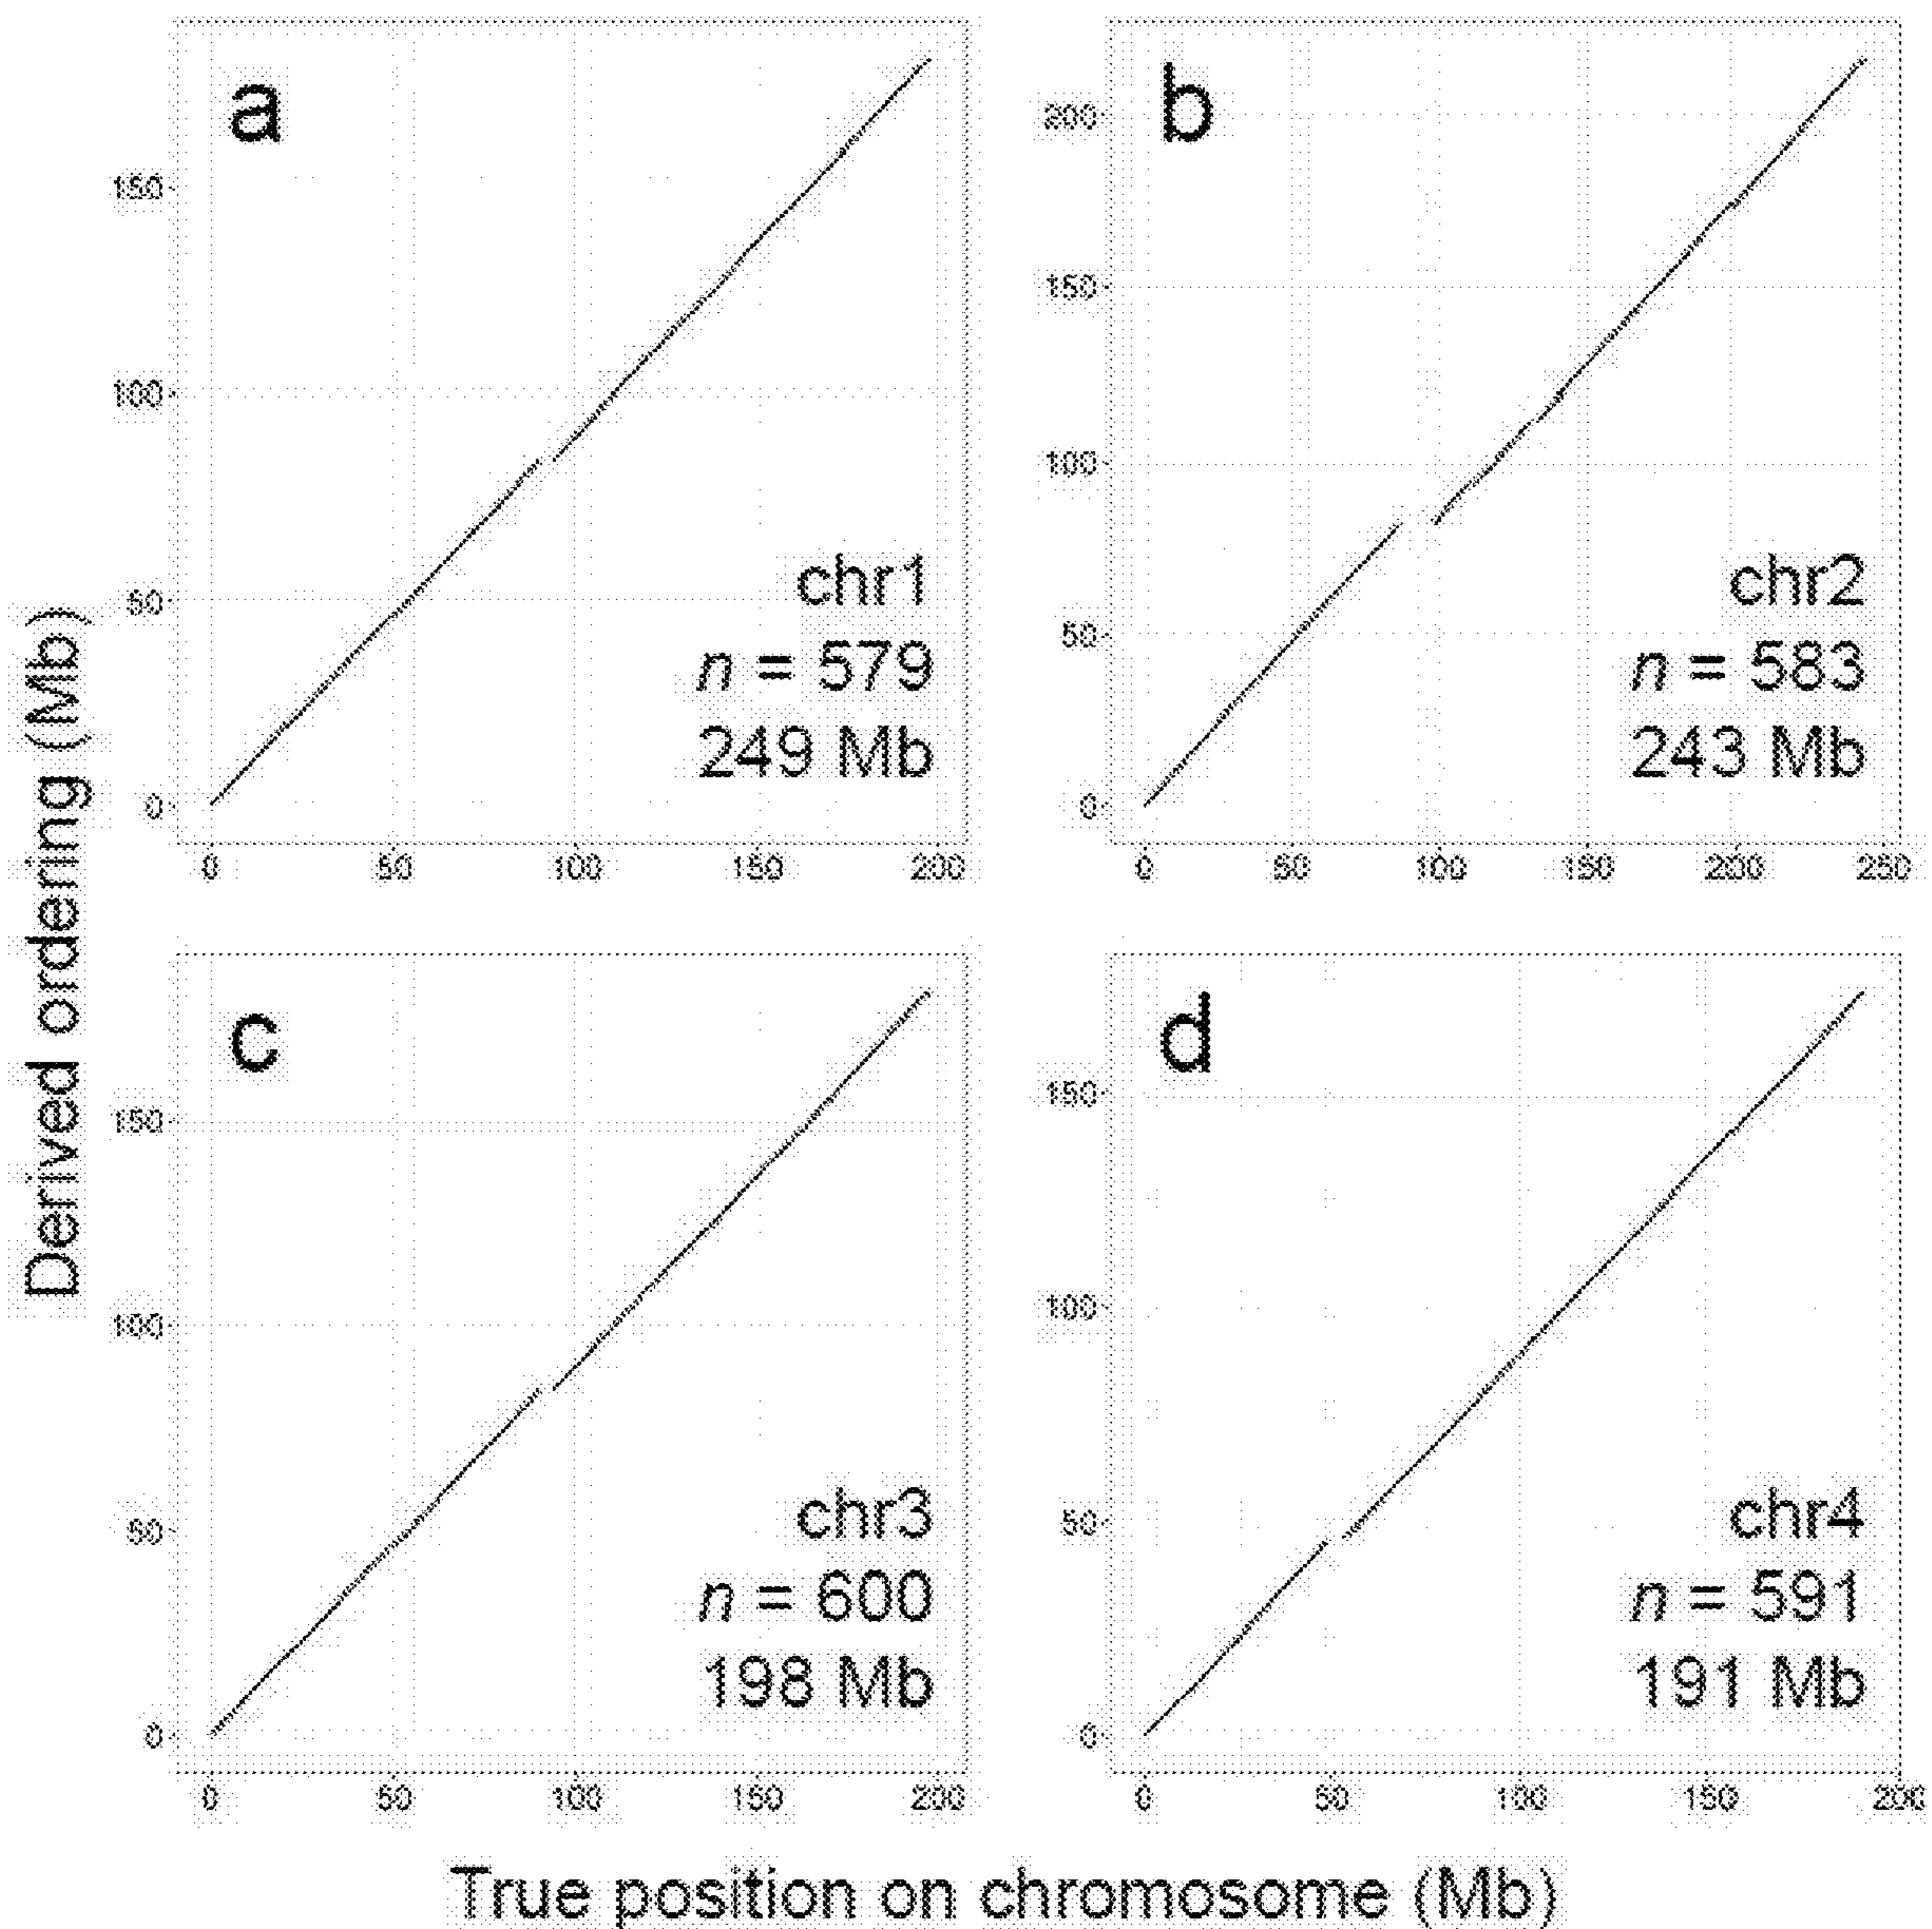 Derived ordering (Mb)
a
150
100
50
0
0 50 100 150 200
chr1
n = 579
249 Mb
b
200
150
100
50
0
0 50 100 150 200 250
chr2
n = 583
243 Mb
c
150
100
50
0
0 50 100 150 200
chr3
n = 600
198 Mb
d
150
100
50
0
0 50 100 150 200
chr4
n = 591
191 Mb
True position on chromosome (Mb)